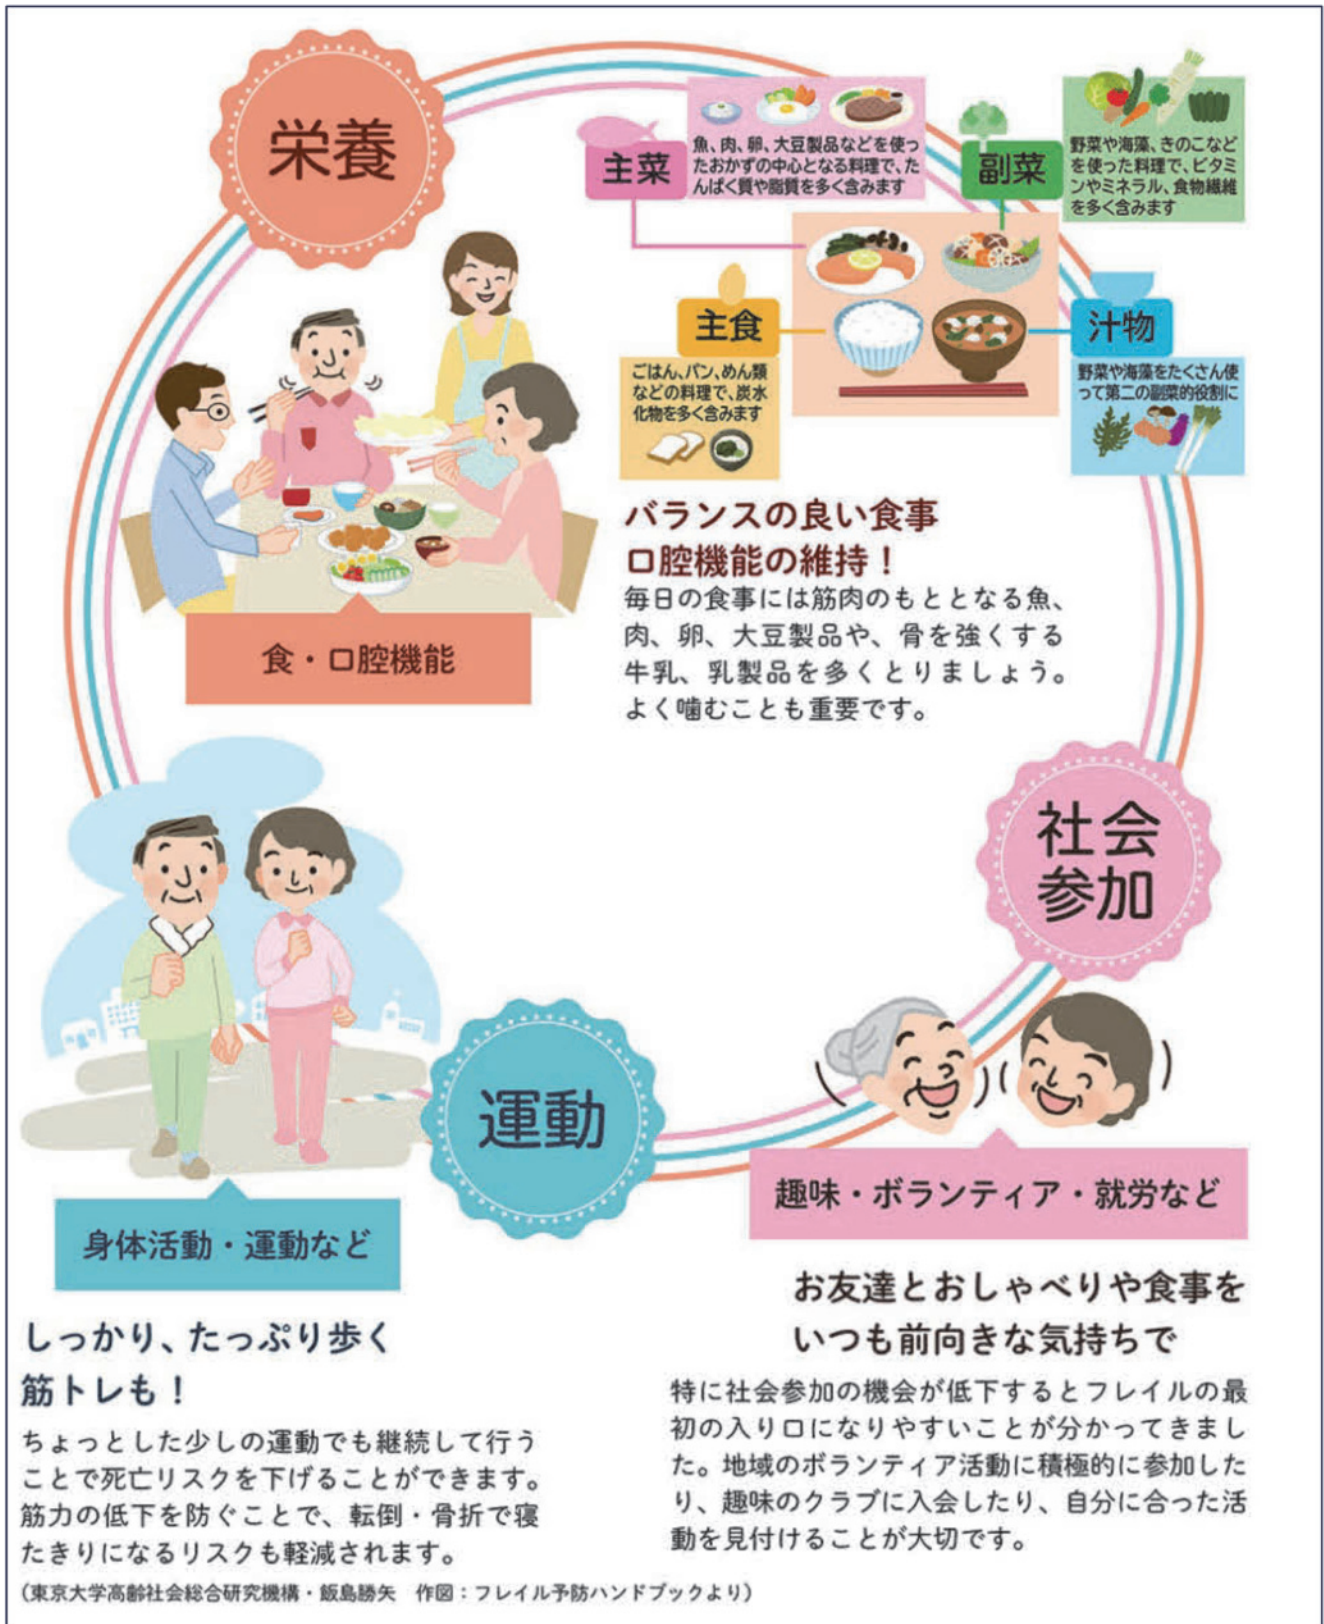 栄養
主菜
魚、肉、卵、大豆製品などを使っ
たおかずの中心となる料理で、た
んぱく質や脂質を多く含みます
副菜
野菜や海藻、きのこなど
を使った料理で、ビタミ
ンやミネラル、食物繊維
を多く含みます
主食
ごはん、パン、めん類
などの料理で、炭水
化物を多く含みます
汁物
野菜や海藻をたくさん使
って第二の副菜的役割に
食・口腔機能
バランスの良い食事
口腔機能の維持！
毎日の食事には筋肉のもととなる魚、
肉、卵、大豆製品や、骨を強くする
牛乳、乳製品を多くとりましょう。
よく噛むことも重要です。
社会
参加
運動
趣味・ボランティア・就労など
身体活動・運動など
お友達とおしゃべりや食事を
いつも前向きな気持ちで
特に社会参加の機会が低下するとフレイルの最
初の入り口になりやすいことが分かってきまし
た。地域のボランティア活動に積極的に参加した
り、趣味のクラブに入会したり、自分に合った活
動を見付けることが大切です。
しっかり、たっぷり歩く
筋トレも！
ちょっとした少しの運動でも継続して行う
ことで死亡リスクを下げることができます。
筋力の低下を防ぐことで、転倒・骨折で寝
たきりになるリスクも軽減されます。
（東京大学高齢社会総合研究機構・飯島勝矢　作図：フレイル予防ハンドブックより）